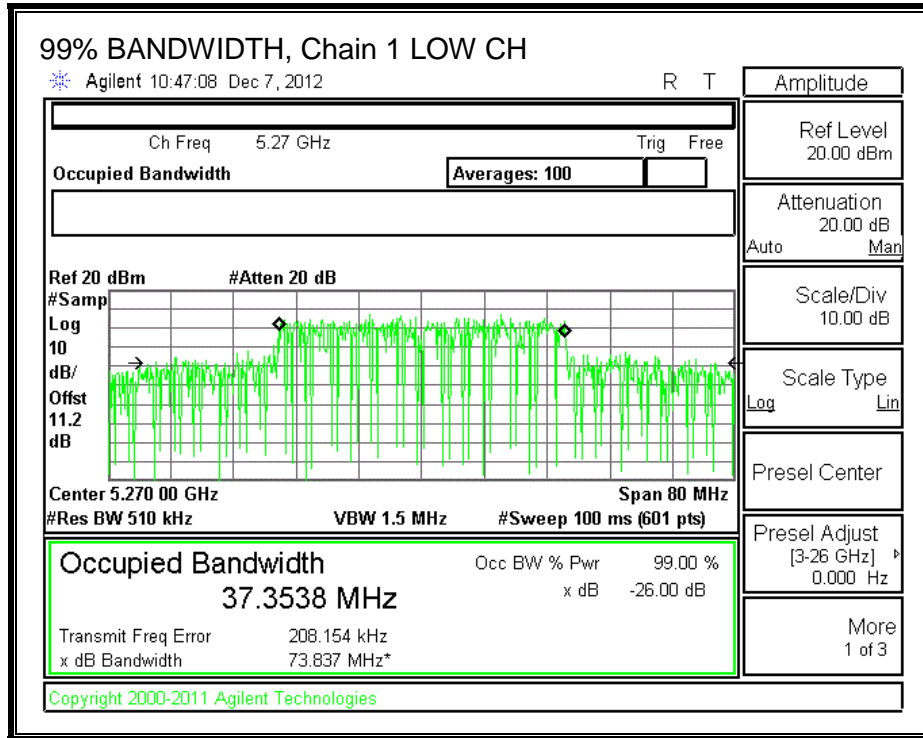 99% BANDWIDTH, Chain 1 LOW CH
Agilent 10:47:08 Dec 7, 2012 R T
Ch Freq 5.27 GHz Trig Free
Occupied Bandwidth Averages: 100
Ref 20 dBm #Atten 20 dB
#Samp
Log
10
dB/
Offst
11.2
dB
Center 5.270 00 GHz Span 80 MHz
#Res BW 510 kHz VBW 1.5 MHz #Sweep 100 ms (601 pts)
Occupied Bandwidth Occ BW % Pwr 99.00 %
37.3538 MHz x dB -26.00 dB
Transmit Freq Error 208.154 kHz
x dB Bandwidth 73.837 MHz*
Copyright 2000-2011 Agilent Technologies
Amplitude
Ref Level
20.00 dBm
Attenuation
20.00 dB
Auto Man
Scale/Div
10.00 dB
Scale Type
Log Lin
Presel Center
Presel Adjust
[3-26 GHz]
0.000 Hz
More
1 of 3